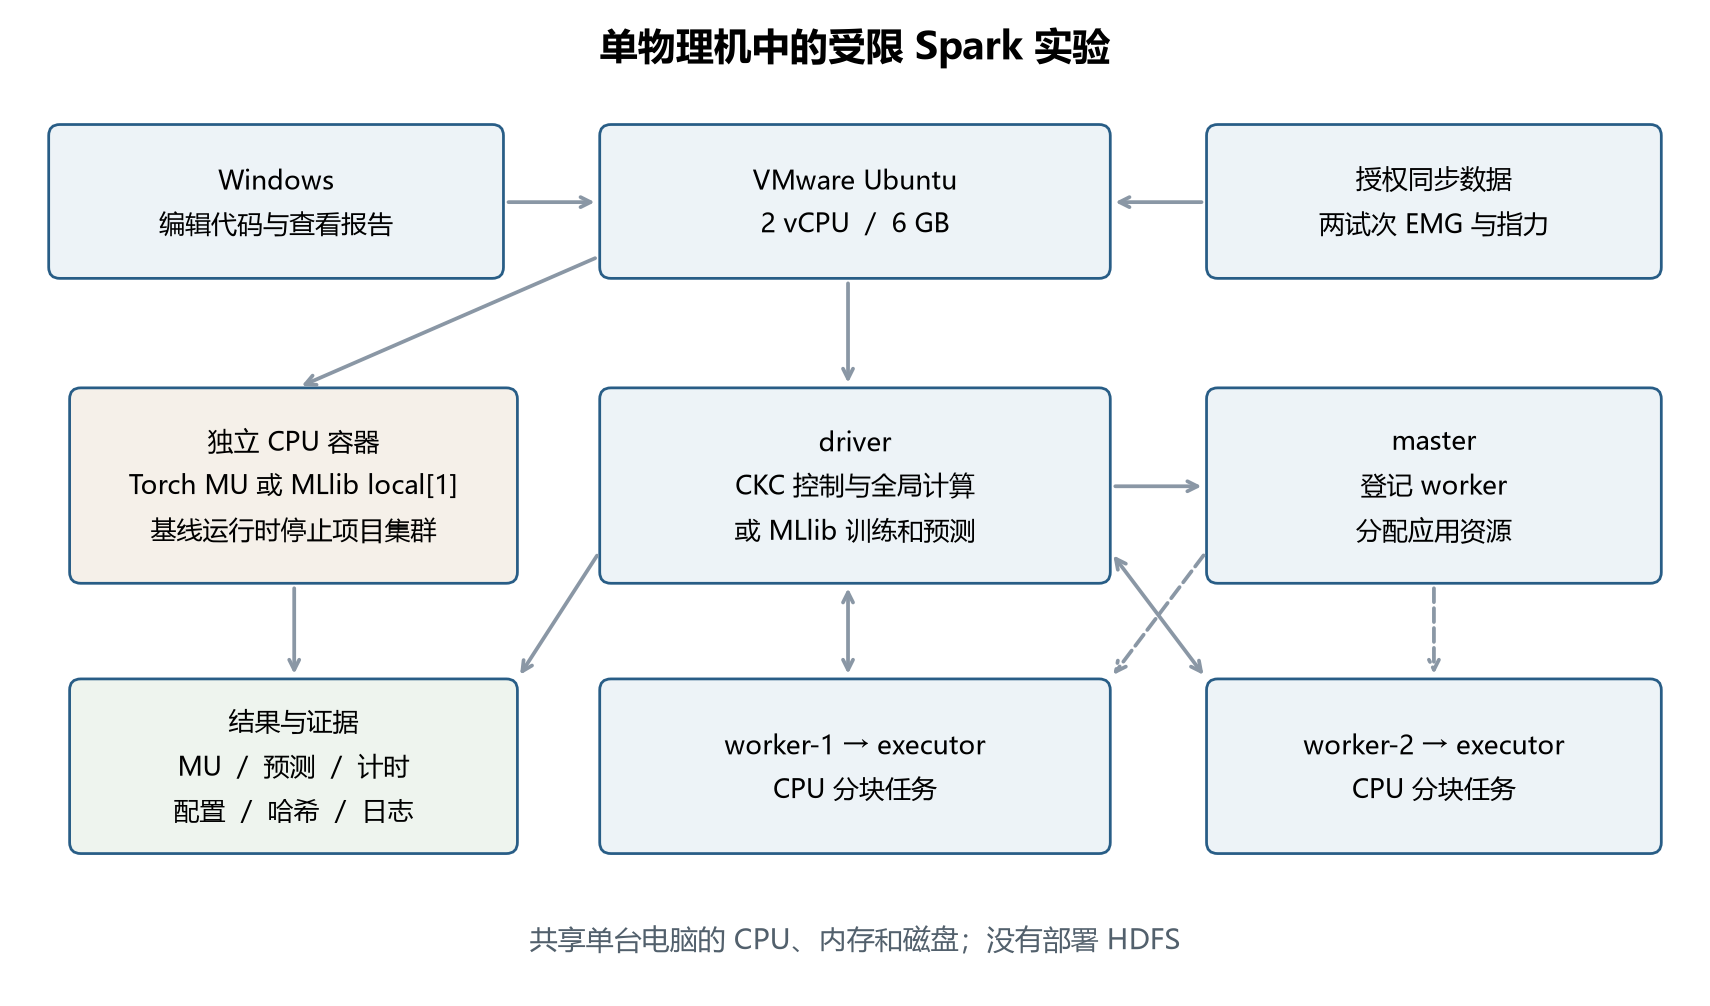 单物理机中的受限 Spark 实验
Windows
编辑代码与查看报告
VMware Ubuntu
2 vCPU / 6 GB
授权同步数据
两试次 EMG 与指力
独立 CPU 容器
Torch MU 或 MLlib local[1]
基线运行时停止项目集群
driver
CKC 控制与全局计算
或 MLlib 训练和预测
master
登记 worker
分配应用资源
结果与证据
MU / 预测 / 计时
配置 / 哈希 / 日志
worker-1 → executor
CPU 分块任务
worker-2 → executor
CPU 分块任务
共享单台电脑的 CPU、内存和磁盘；没有部署 HDFS